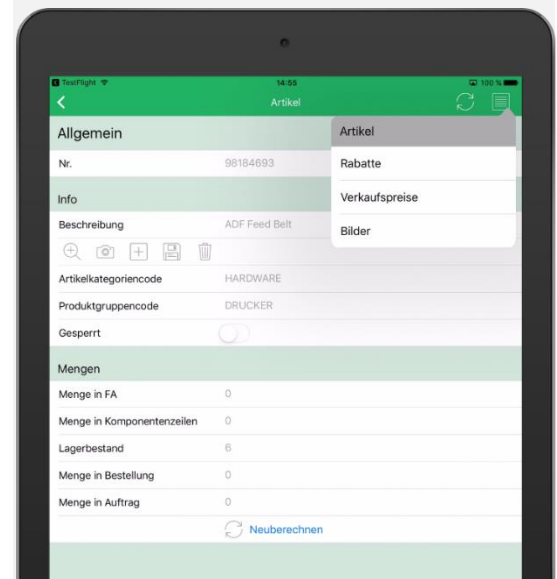 TestFlight 14:55 100 %
Artikel
Allgemein
Nr. 98184693
Info
Beschreibung ADF Feed Belt
Artikelkategoriencode HARDWARE
Produktgruppencode DRUCKER
Gesperrt
Mengen
Menge in FA 0
Menge in Komponentenzeilen 0
Lagerbestand 6
Menge in Bestellung 0
Menge in Auftrag 0
Neuberechnen
Artikel
Rabatte
Verkaufspreise
Bilder